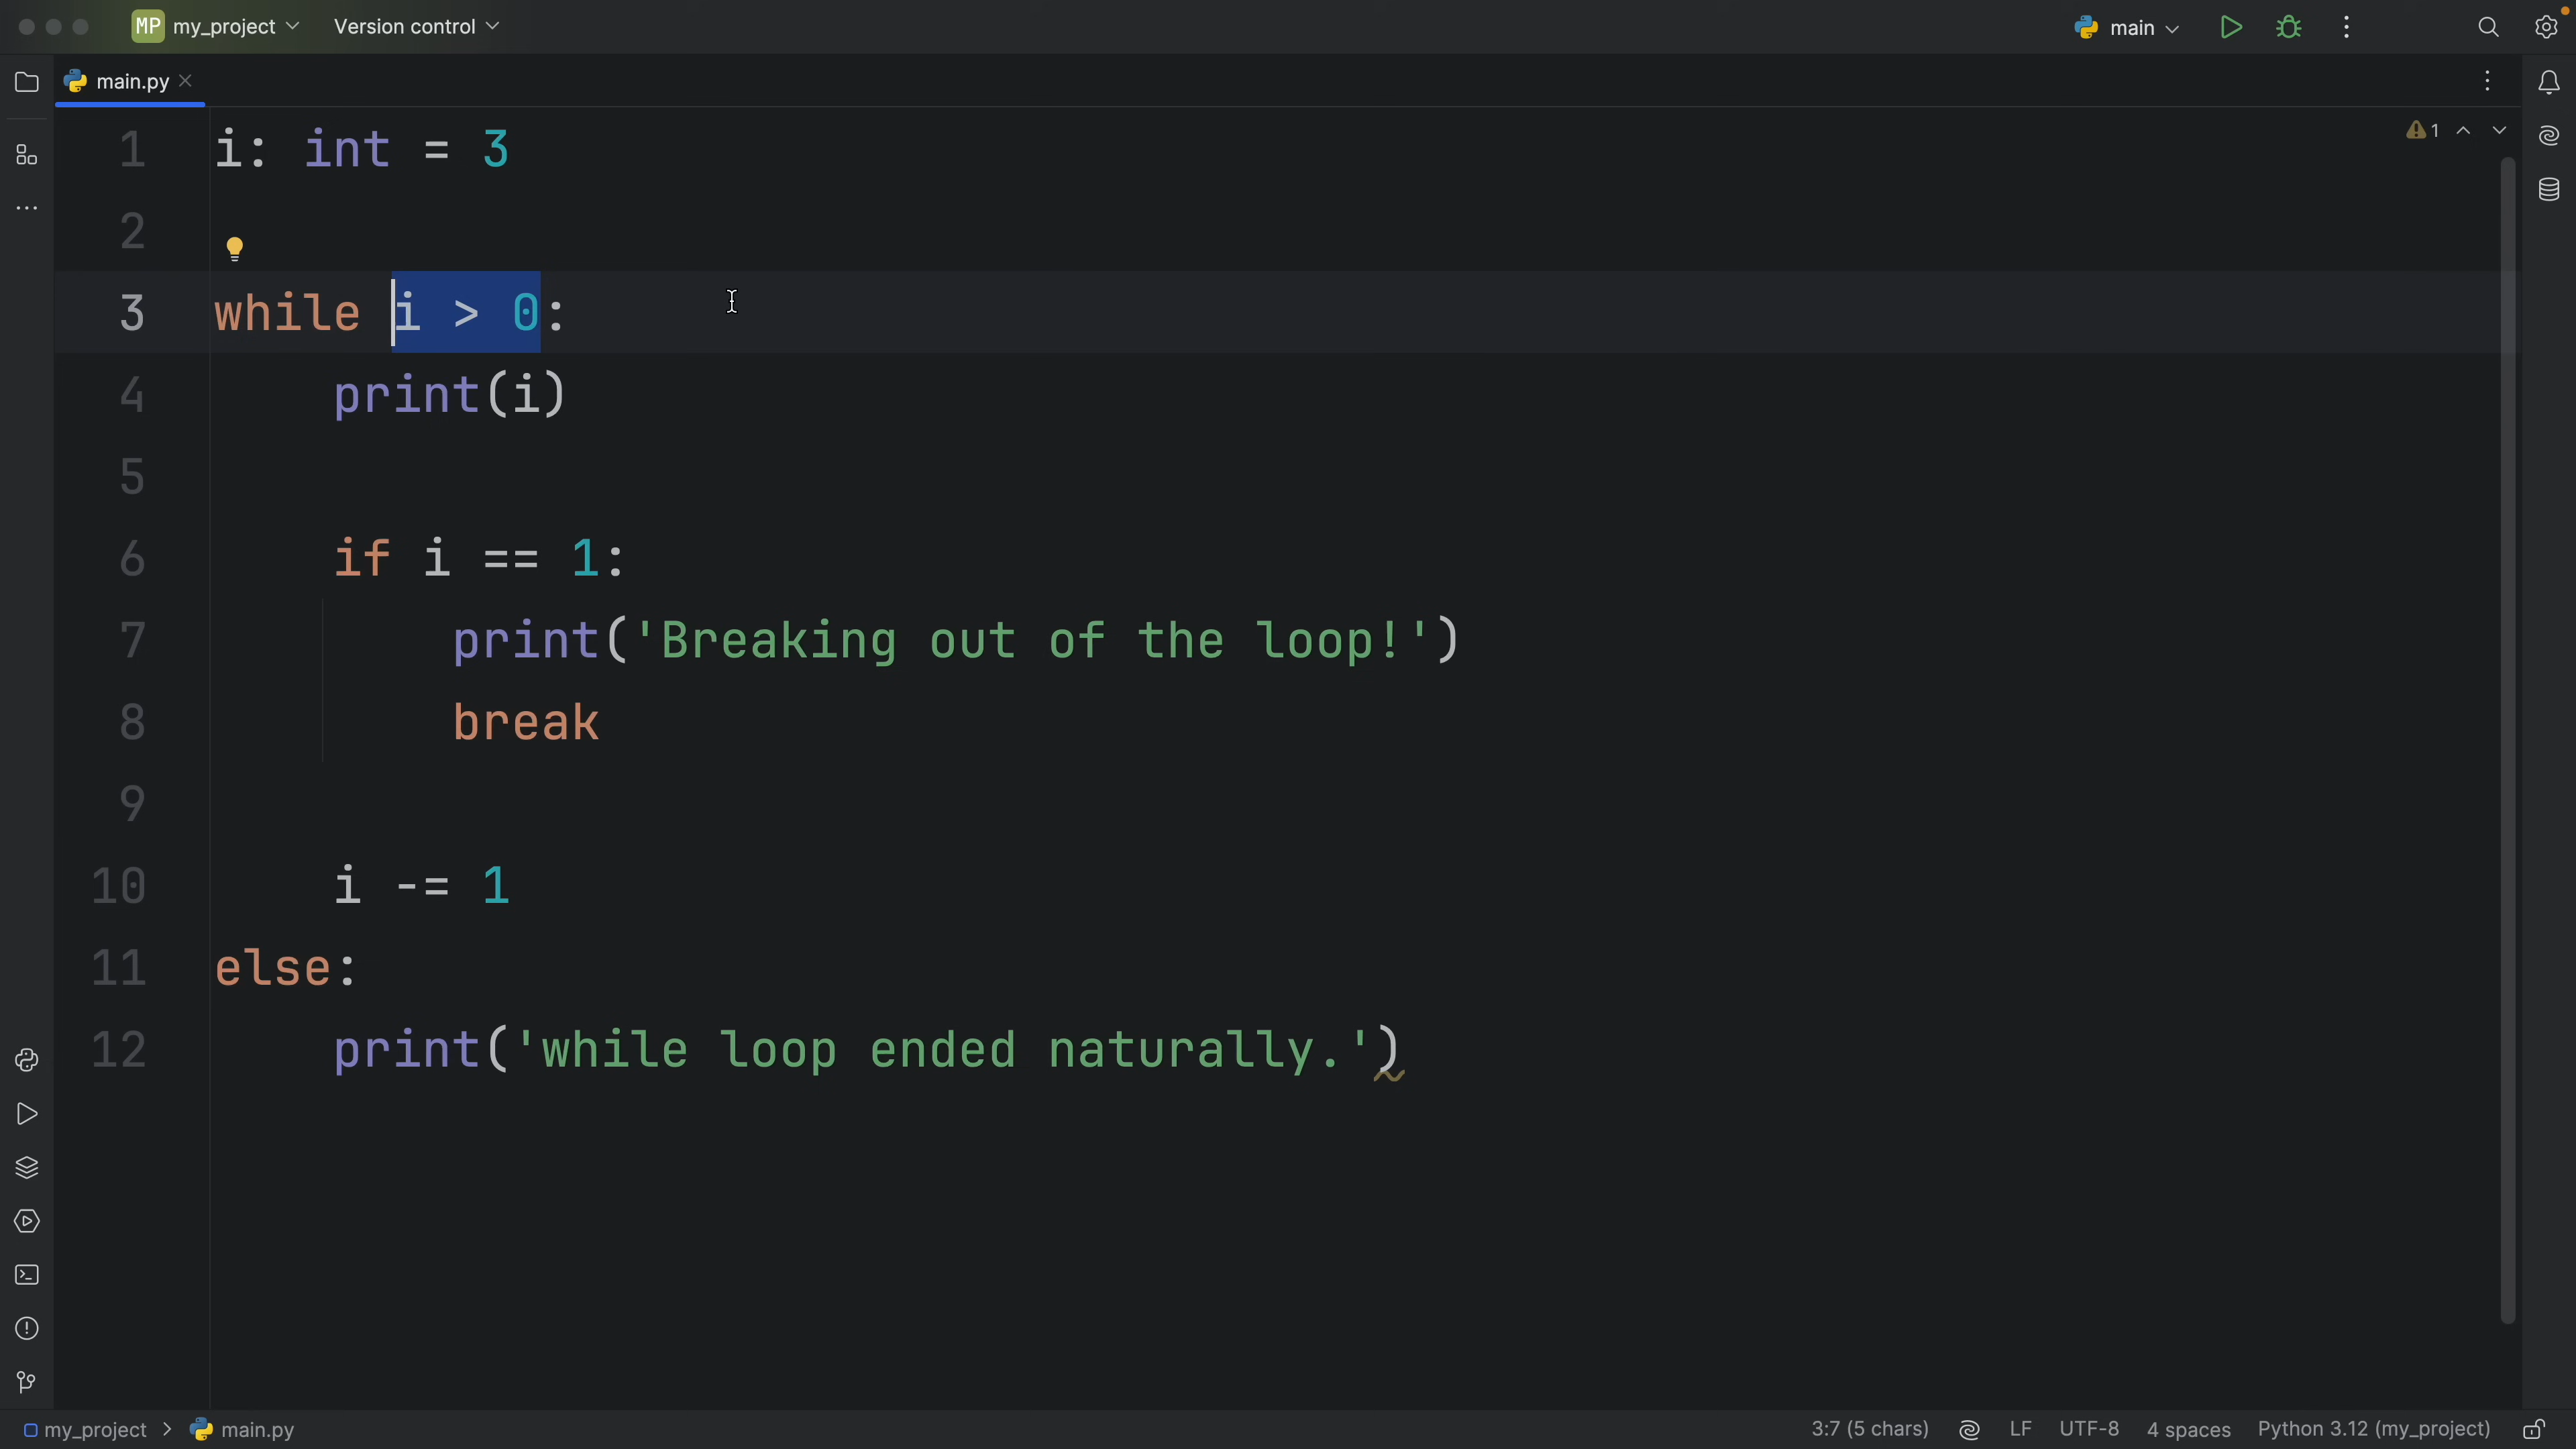 MP my_project Version control main
main.py
1 i: int = 3 1
2
3 while i > 0:
4 print(i)
5
6 if i == 1:
7 print('Breaking out of the loop!')
8 break
9
10 i -= 1
11 else:
12 print('while loop ended naturally.')
my_project > main.py 3:7 (5 chars) LF UTF-8 4 spaces Python 3.12 (my_project)